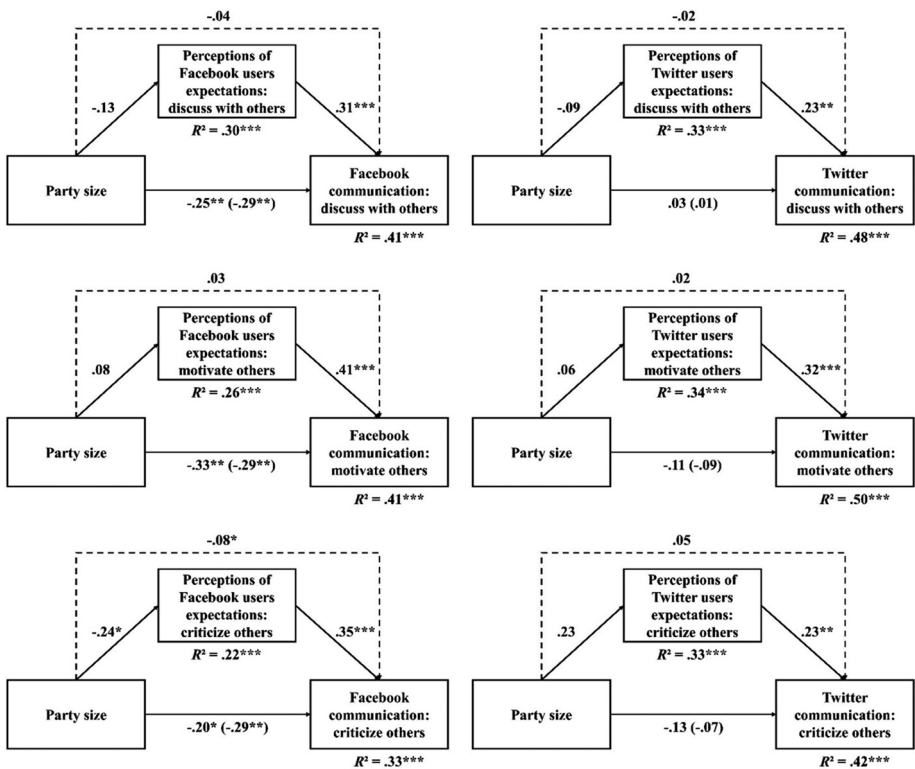 -.04
Perceptions of
Facebook users
expectations:
discuss with others
-.13
.31***
R² = .30***
Party size
Facebook
communication:
discuss with others
-.25** (-.29**)
R² = .41***
-.02
Perceptions of
Twitter users
expectations:
discuss with others
-.09
.23**
R² = .33***
Party size
Twitter
communication:
discuss with others
.03 (.01)
R² = .48***
.03
Perceptions of
Facebook users
expectations:
motivate others
.08
.41***
R² = .26***
Party size
Facebook
communication:
motivate others
-.33** (-.29**)
R² = .41***
.02
Perceptions of
Twitter users
expectations:
motivate others
.06
.32***
R² = .34***
Party size
Twitter
communication:
motivate others
-.11 (-.09)
R² = .50***
-.08*
Perceptions of
Facebook users
expectations:
criticize others
-.24*
.35***
R² = .22***
Party size
Facebook
communication:
criticize others
-.20* (-.29**)
R² = .33***
.05
Perceptions of
Twitter users
expectations:
criticize others
.23
.23**
R² = .33***
Party size
Twitter
communication:
criticize others
-.13 (-.07)
R² = .42***